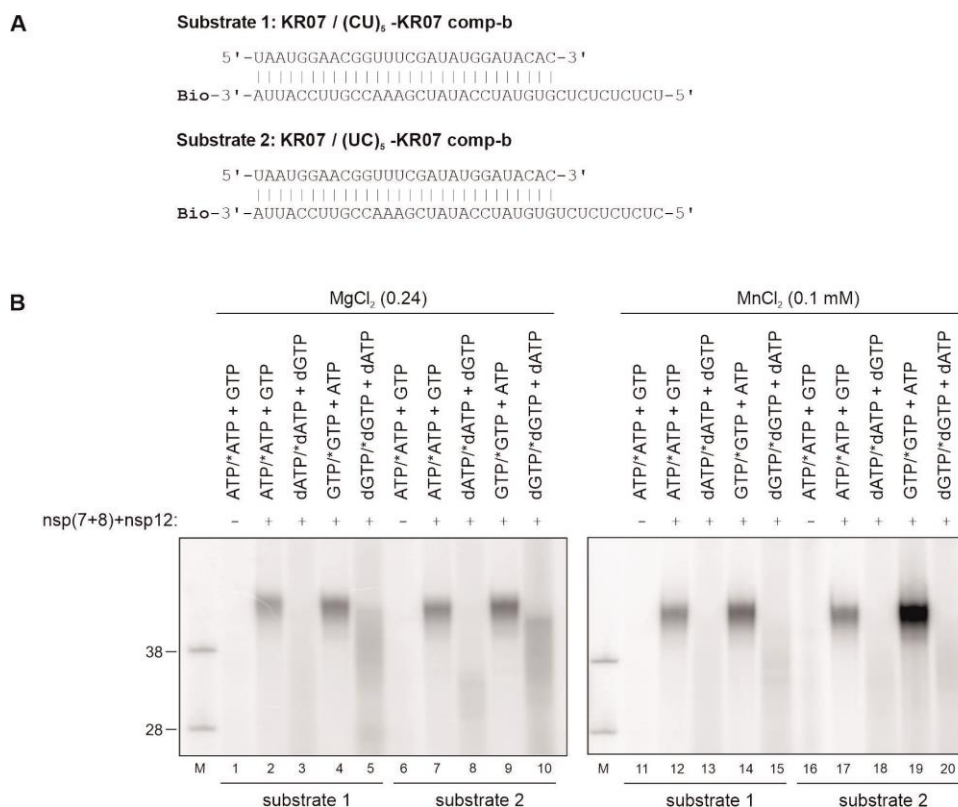 A
Substrate 1: KR07 / (CU)₅ -KR07 comp-b
5'-UAAUGGAACGGUUUCGAUAUGGAUACAC-3'
Bio-3'-AUUACCUUGCCAAAGCUAUACCUAUGUGCUCUCUCUCU-5'
Substrate 2: KR07 / (UC)₅ -KR07 comp-b
5'-UAAUGGAACGGUUUCGAUAUGGAUACAC-3'
Bio-3'-AUUACCUUGCCAAAGCUAUACCUAUGUGUCUCUCUCUC-5'
B
MgCl₂ (0.24)
ATP/*ATP + GTP
ATP/*ATP + GTP
dATP/*dATP + dGTP
GTP/*GTP + ATP
dGTP/*dGTP + dATP
ATP/*ATP + GTP
ATP/*ATP + GTP
dATP/*dATP + dGTP
GTP/*GTP + ATP
dGTP/*dGTP + dATP
MnCl₂ (0.1 mM)
ATP/*ATP + GTP
ATP/*ATP + GTP
dATP/*dATP + dGTP
GTP/*GTP + ATP
dGTP/*dGTP + dATP
ATP/*ATP + GTP
ATP/*ATP + GTP
dATP/*dATP + dGTP
GTP/*GTP + ATP
dGTP/*dGTP + dATP
nsp(7+8)+nsp12: – + + + + – + + + + – + + + + – + + + +
38
28
M 1 2 3 4 5 6 7 8 9 10
M 11 12 13 14 15 16 17 18 19 20
substrate 1 substrate 2 substrate 1 substrate 2